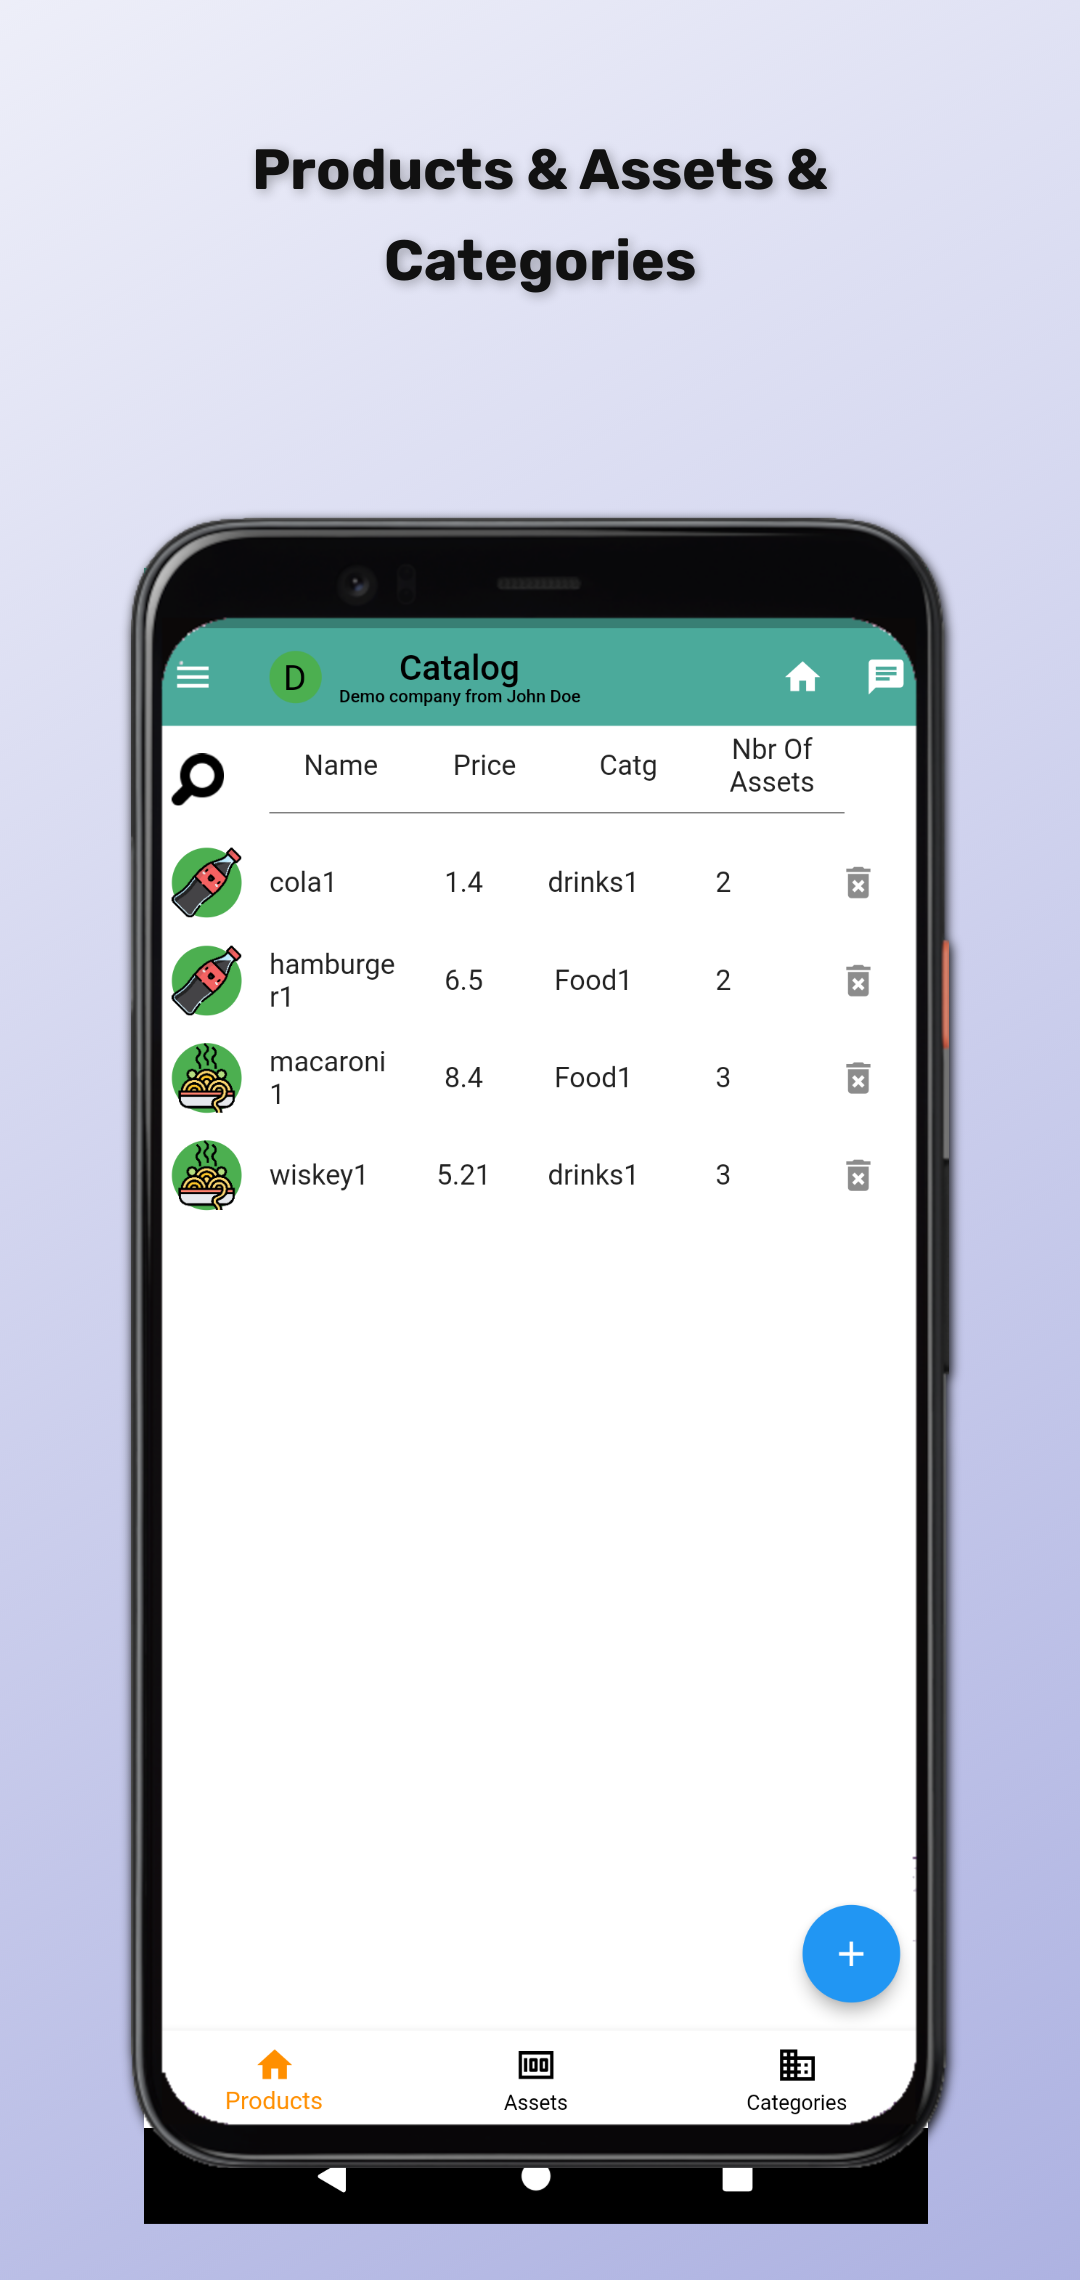 Products & Assets &
Categories
D
Catalog
Demo company from John Doe
Name Price Catg Nbr Of
Assets
cola1 1.4 drinks1 2
hamburge
r1 6.5 Food1 2
macaroni
1 8.4 Food1 3
wiskey1 5.21 drinks1 3
+
Products Assets Categories